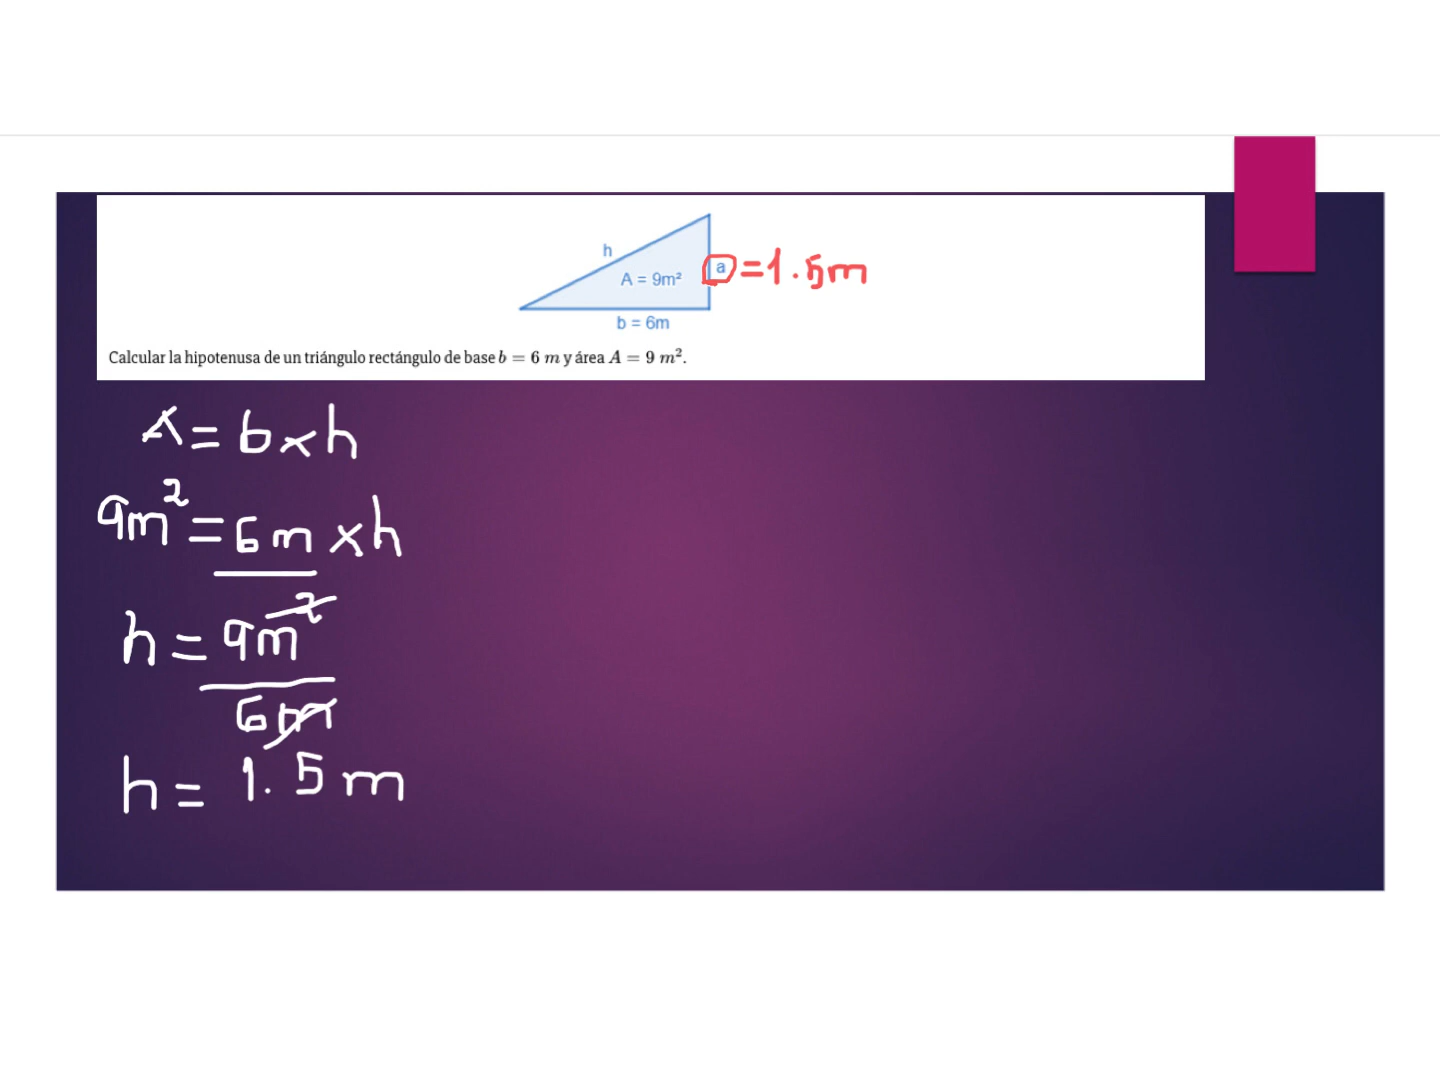 h
A = 9m²
a = 1.5m
b = 6m
Calcular la hipotenusa de un triángulo rectángulo de base b = 6 m y área A = 9 m².
A = b x h
9m² = 6m x h
h = 9m²
6m
h = 1.5m